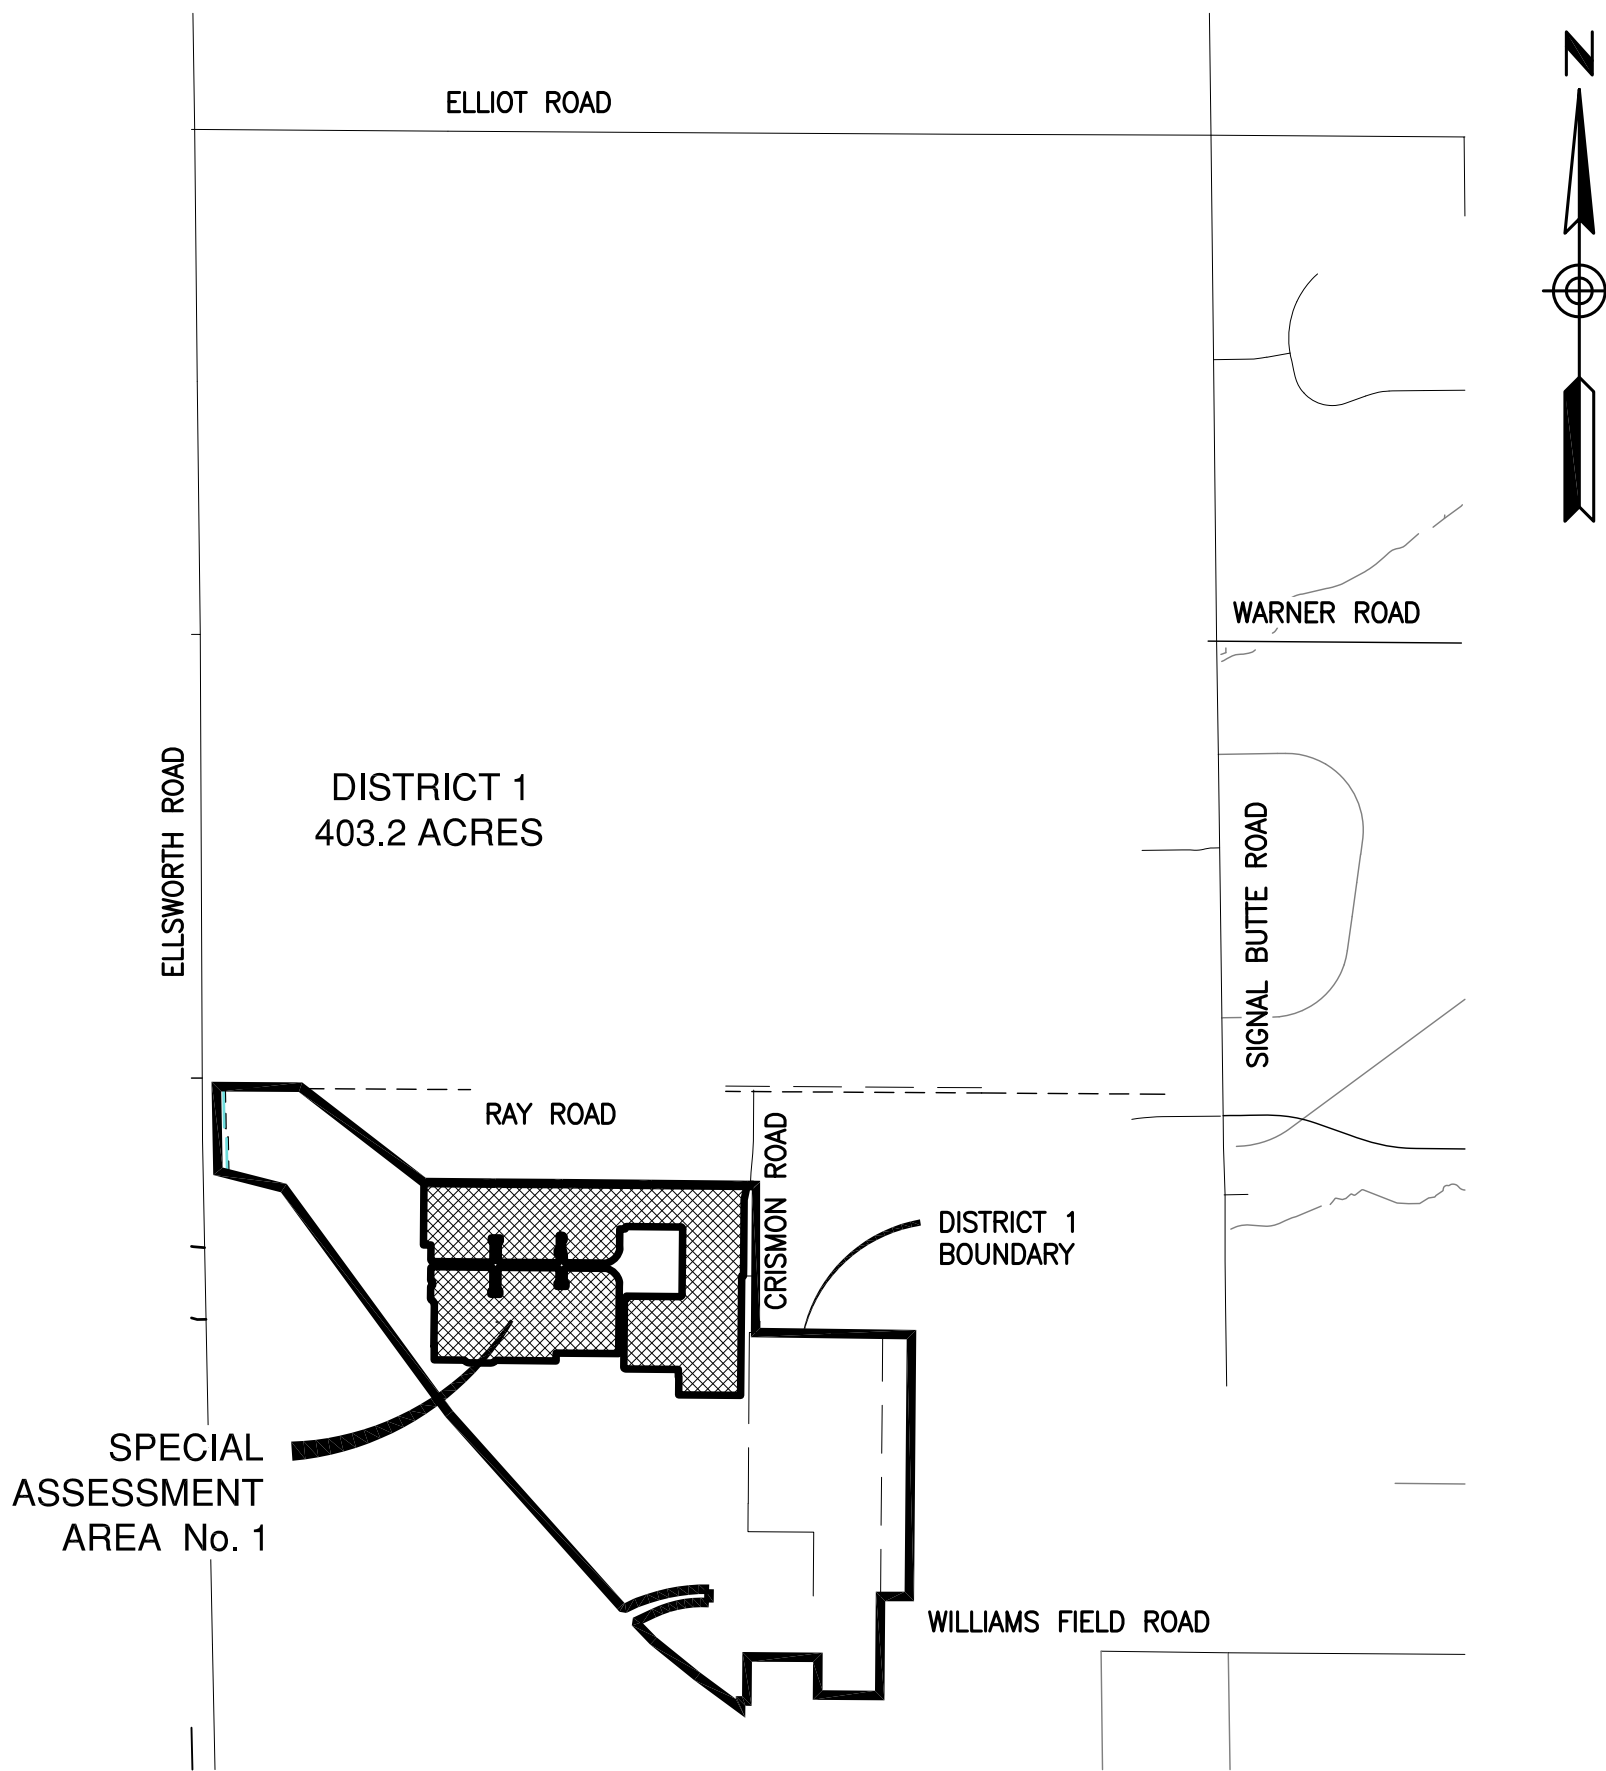 N
ELLIOT ROAD
WARNER ROAD
ELLSWORTH ROAD
DISTRICT 1
403.2 ACRES
SIGNAL BUTTE ROAD
RAY ROAD
CRISMON ROAD
DISTRICT 1
BOUNDARY
SPECIAL
ASSESSMENT
AREA No. 1
WILLIAMS FIELD ROAD